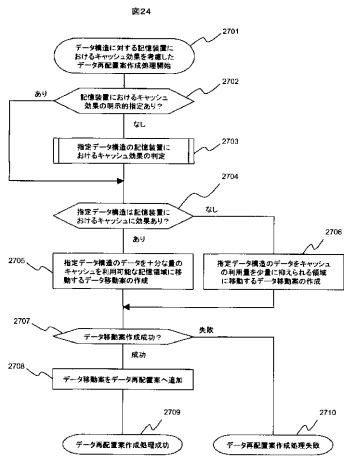 図24
2701
データ構造に対する記憶装置に
おけるキャッシュ効果を考慮した
データ再配置案作成処理開始
2702
あり
記憶装置におけるキャッシュ
効果の明示的指定あり?
なし
2703
指定データ構造の記憶装置に
おけるキャッシュ効果の判定
2704
指定データ構造は記憶装置に
おけるキャッシュに効果あり?
なし
あり
2705
指定データ構造のデータを十分な量の
キャッシュを利用可能な記憶領域に移
動するデータ移動案の作成
2706
指定データ構造のデータをキャッシュ
の利用量を少量に抑えられる領域
に移動するデータ移動案の作成
2707
データ移動案作成成功?
失敗
成功
2708
データ移動案をデータ再配置案へ追加
2709
データ再配置案作成処理成功
2710
データ再配置案作成処理失敗